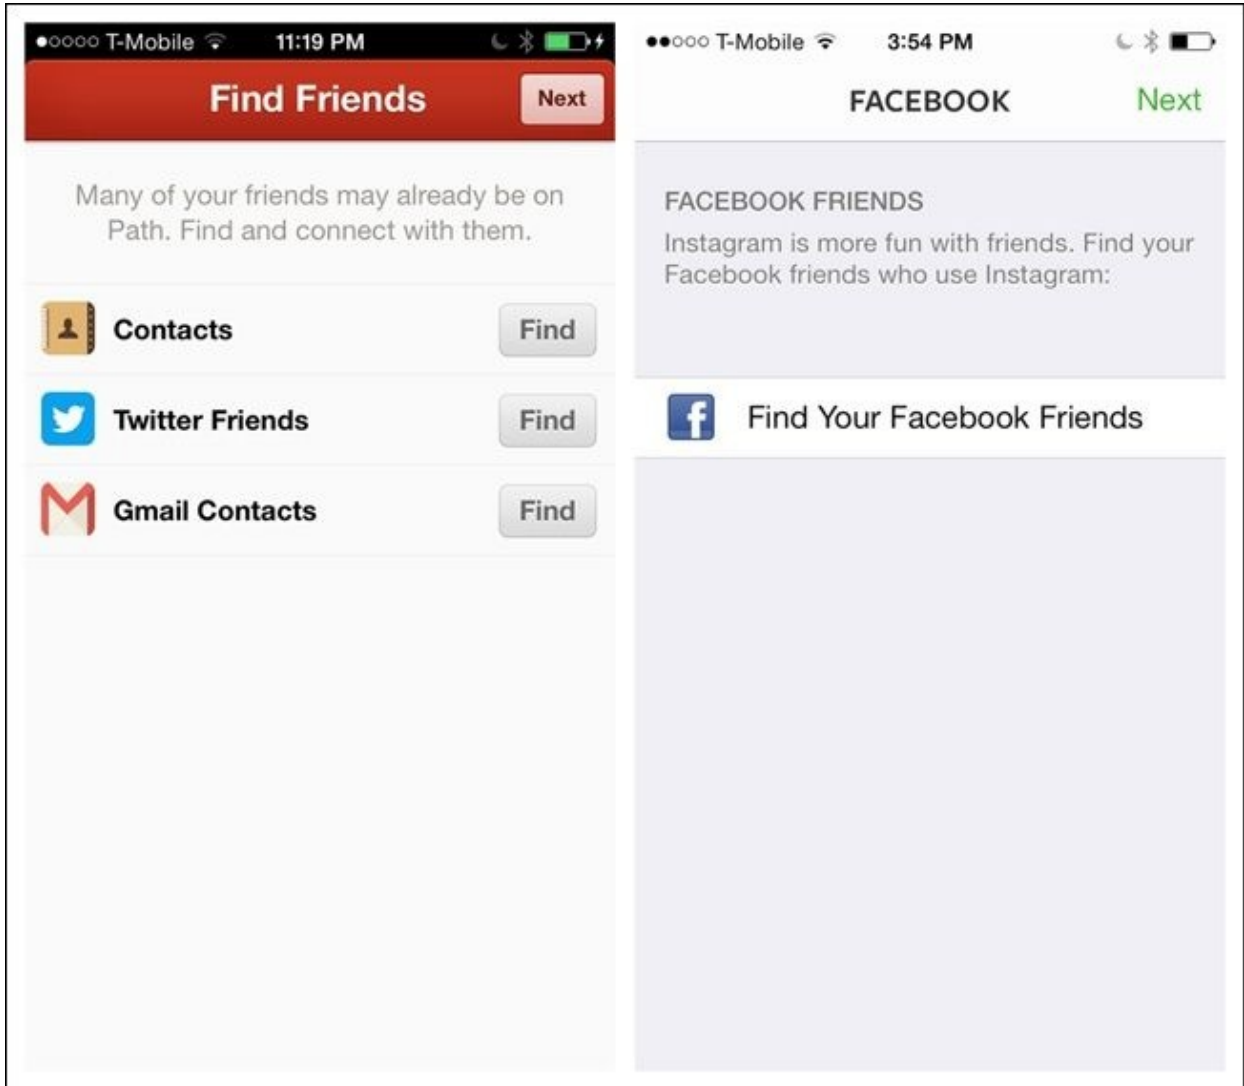 T-Mobile 11:19 PM
Find Friends Next
Many of your friends may already be on
Path. Find and connect with them.
Contacts Find
Twitter Friends Find
Gmail Contacts Find
T-Mobile 3:54 PM
FACEBOOK Next
FACEBOOK FRIENDS
Instagram is more fun with friends. Find your
Facebook friends who use Instagram:
Find Your Facebook Friends